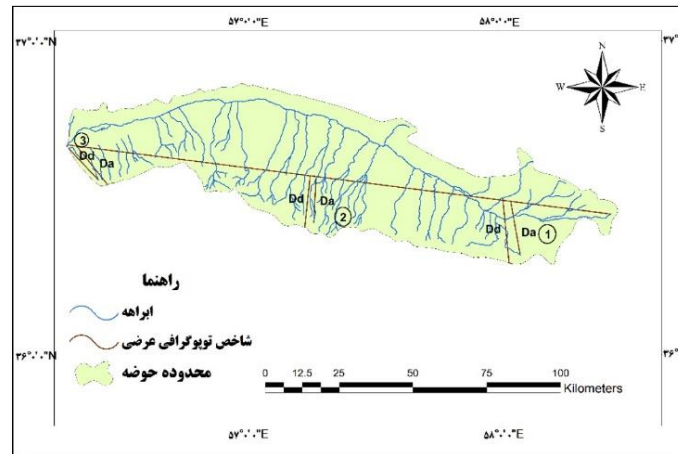 ۵۷°۰'۰"E ۵۸°۰'۰"E
۳۷°۰'۰"N ۳۷°
N
W E
S
3
Dd Da
Dd Da
2
Dd Da 1
راهنما
ابراهه
شاخص توپوگرافی عرضی
محدوده حوضه
۳۶°۰'۰"N ۳۶°
0 12.5 25 50 75 100
Kilometers
۵۷°۰'۰"E ۵۸°۰'۰"E